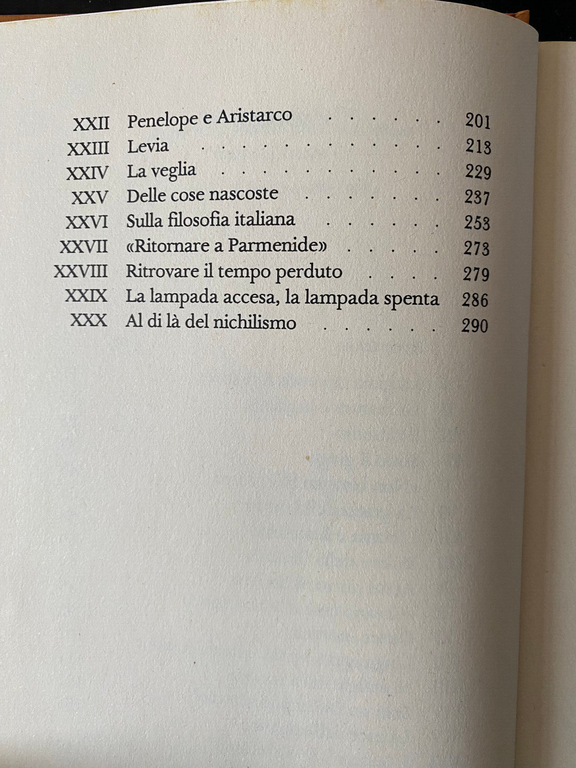 XXII Penelope e Aristarco . . . . . . 201
XXIII Levia . . . . . . . . . . . 213
XXIV La veglia . . . . . . . . . . 229
XXV Delle cose nascoste . . . . . . . 237
XXVI Sulla filosofia italiana . . . . . . 253
XXVII «Ritornare a Parmenide» . . . . . 273
XXVIII Ritrovare il tempo perduto . . . . 279
XXIX La lampada accesa, la lampada spenta 286
XXX Al di là del nichilismo . . . . . . 290